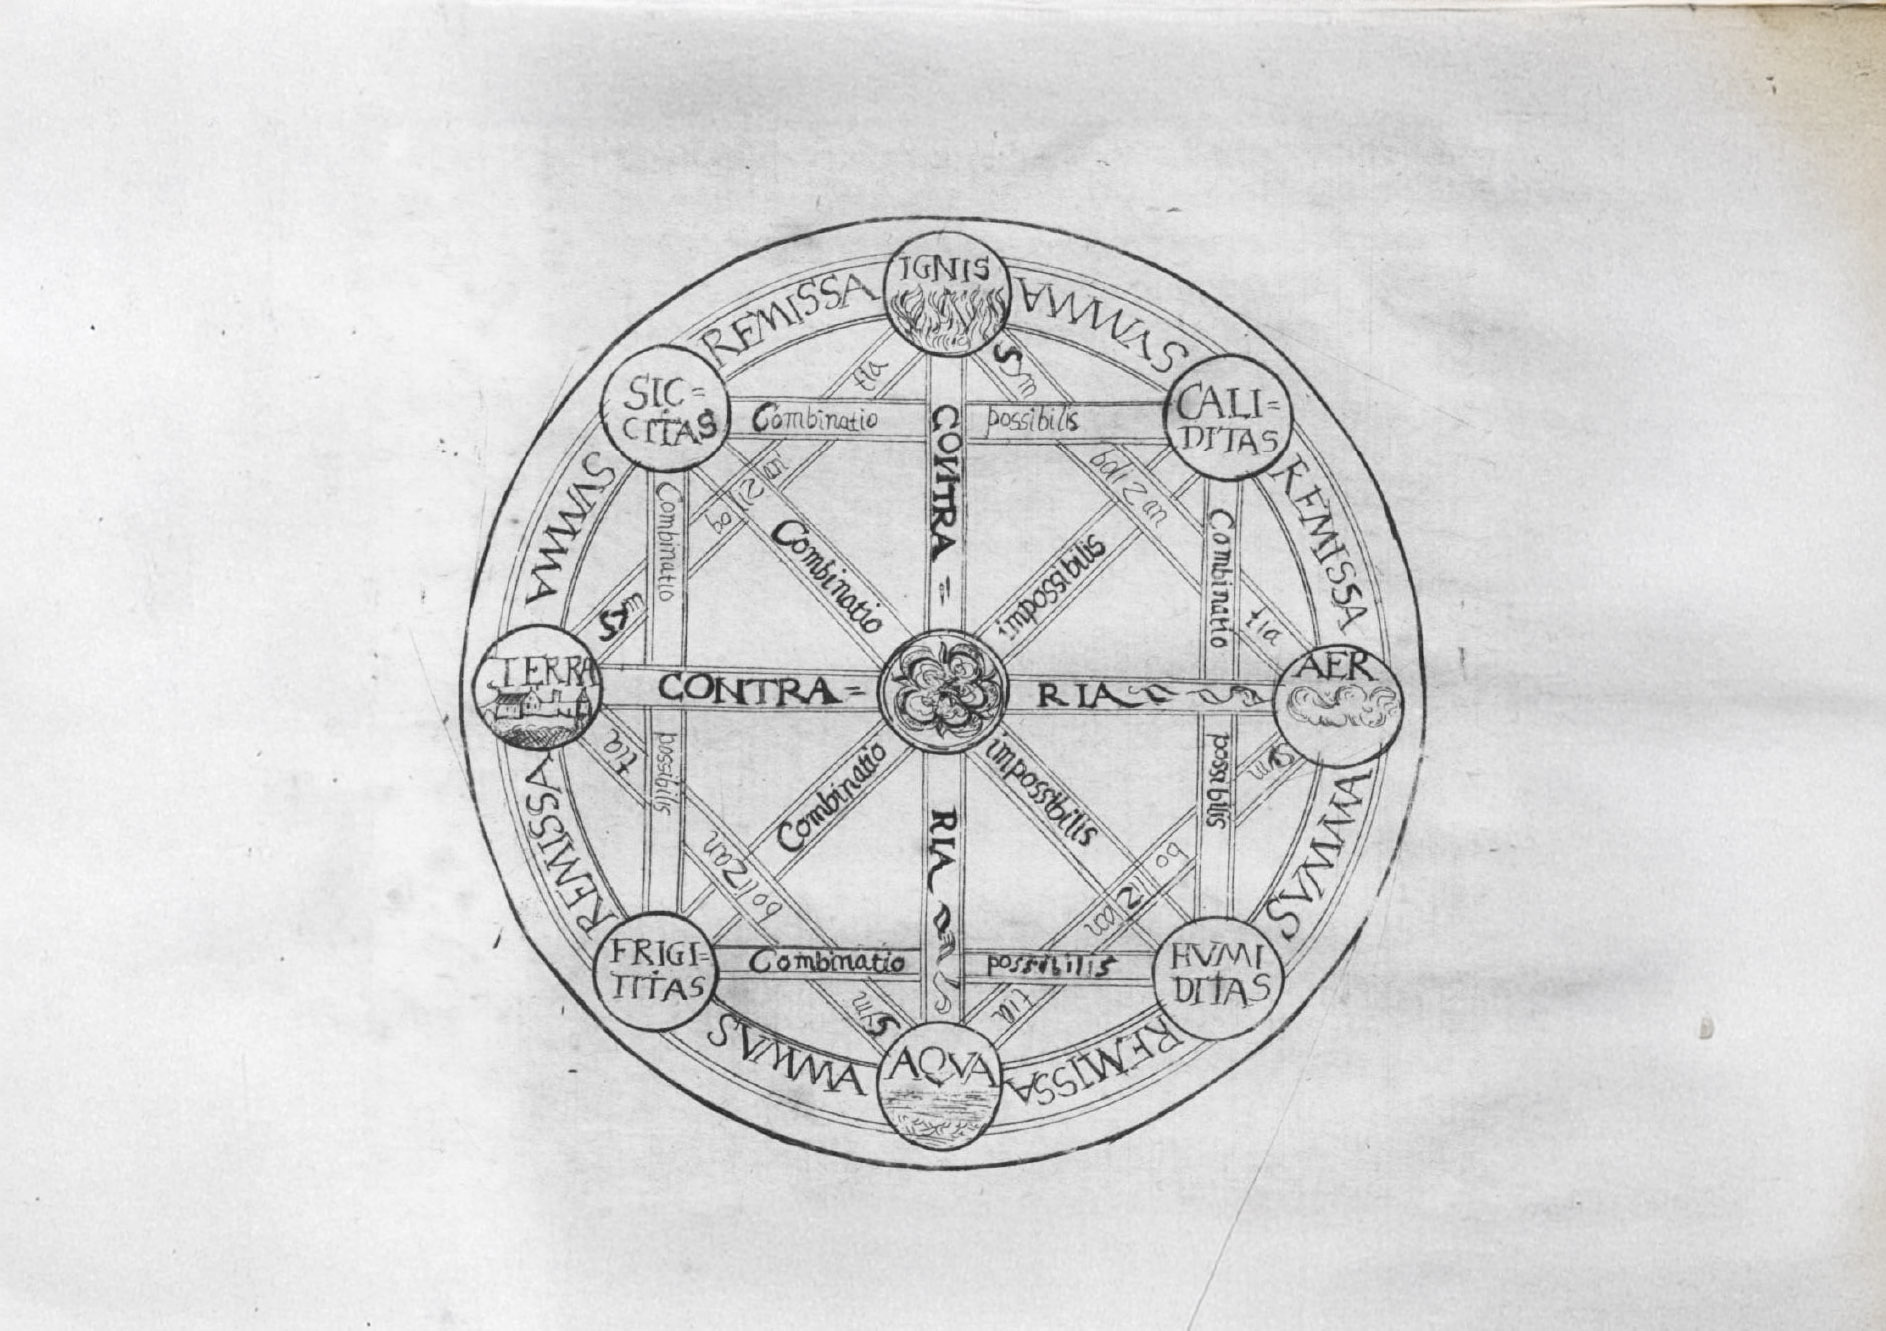 IGNIS
REMISSA
SVMMA
SIC=
CITAS
CALI=
DITAS
tia
Sym
Combinatio
possibilis
CONTRA=
bolizan
bolizan
SVMMA
REMISSA
Combinatio
Combinatio
impossibilis
Combinatio
Sym
tia
TERRA
CONTRA=
RIA
AER
tia
possibilis
Combinatio
impossibilis
possibilis
Sym
REMISSA
SVMMA
RIA
bolizan
bolizan
FRIGI=
TITAS
Combinatio
possibilis
HVMI
DITAS
Sym
tia
SVMMA
REMISSA
AQVA